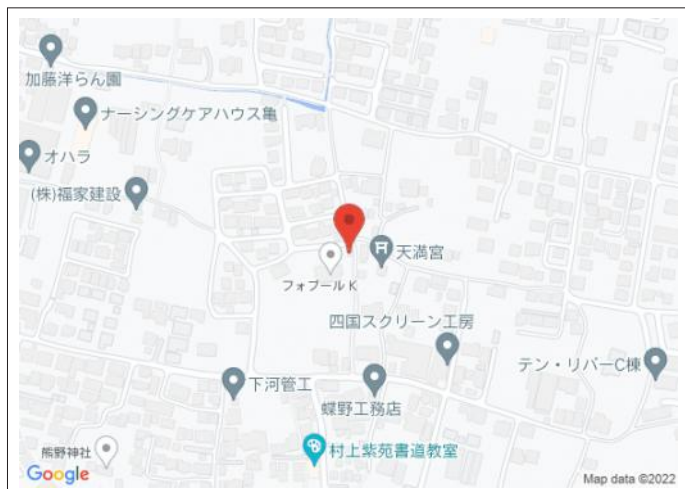 加藤洋らん園
ナーシングケアハウス亀
オハラ
(株)福家建設
天満宮
フォブールK
四国スクリーン工房
テン・リバーC棟
下河管工
蝶野工務店
熊野神社
村上紫苑書道教室
Google
Map data ©2022